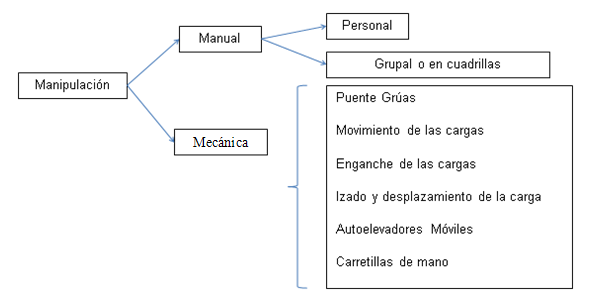 Manipulación
Manual
Personal
Grupal o en cuadrillas
Mecánica
Puente Grúas
Movimiento de las cargas
Enganche de las cargas
Izado y desplazamiento de la carga
Autoelevadores Móviles
Carretillas de mano